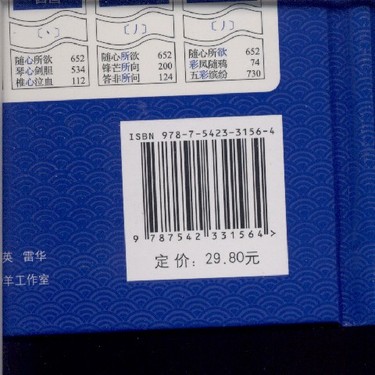 〔丶〕 〔丿〕 〔丿〕
随心所欲 652
琴心剑胆 534
椎心泣血 112
随心所欲 652
锋芒所向 200
答非所问 124
随心所欲 652
彩凤随鸦 74
五彩缤纷 730
ISBN 978-7-5423-3156-4
9 787542 331564 >
定价: 29.80元
英 雷华
羊工作室